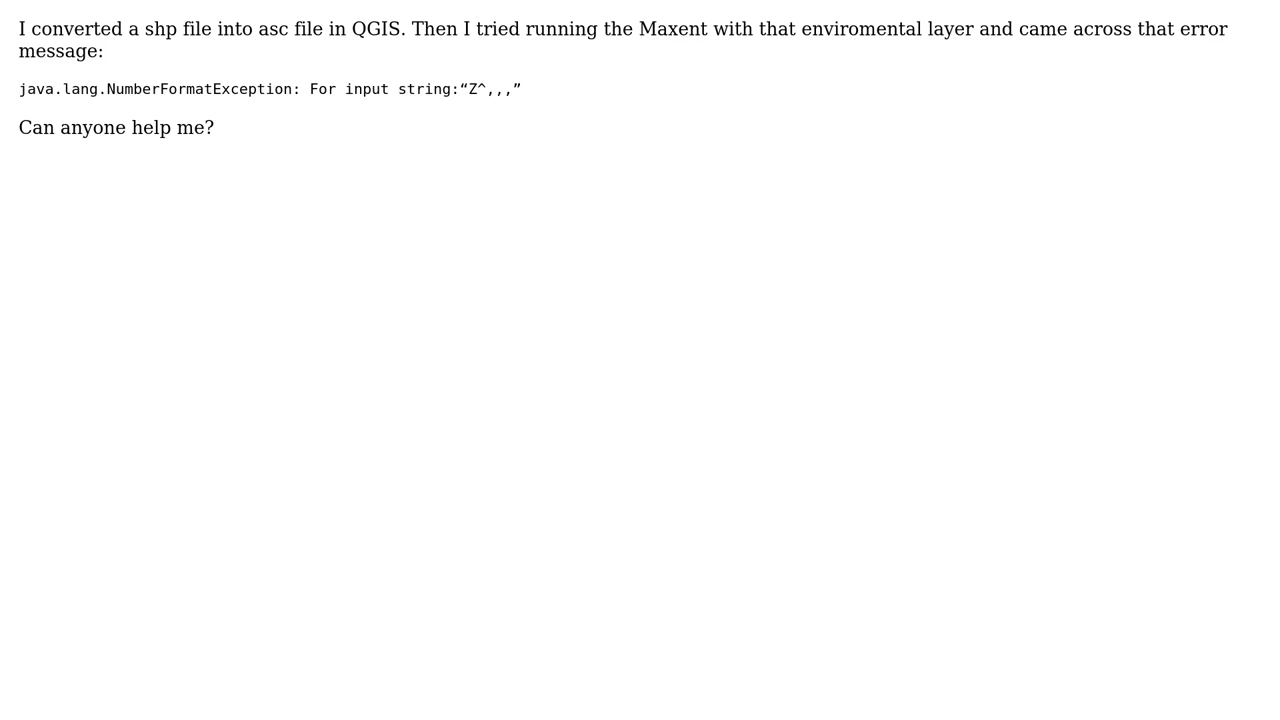 I converted a shp file into asc file in QGIS. Then I tried running the Maxent with that enviromental layer and came across that error
message:
java.lang.NumberFormatException: For input string:“Z^,,,”
Can anyone help me?